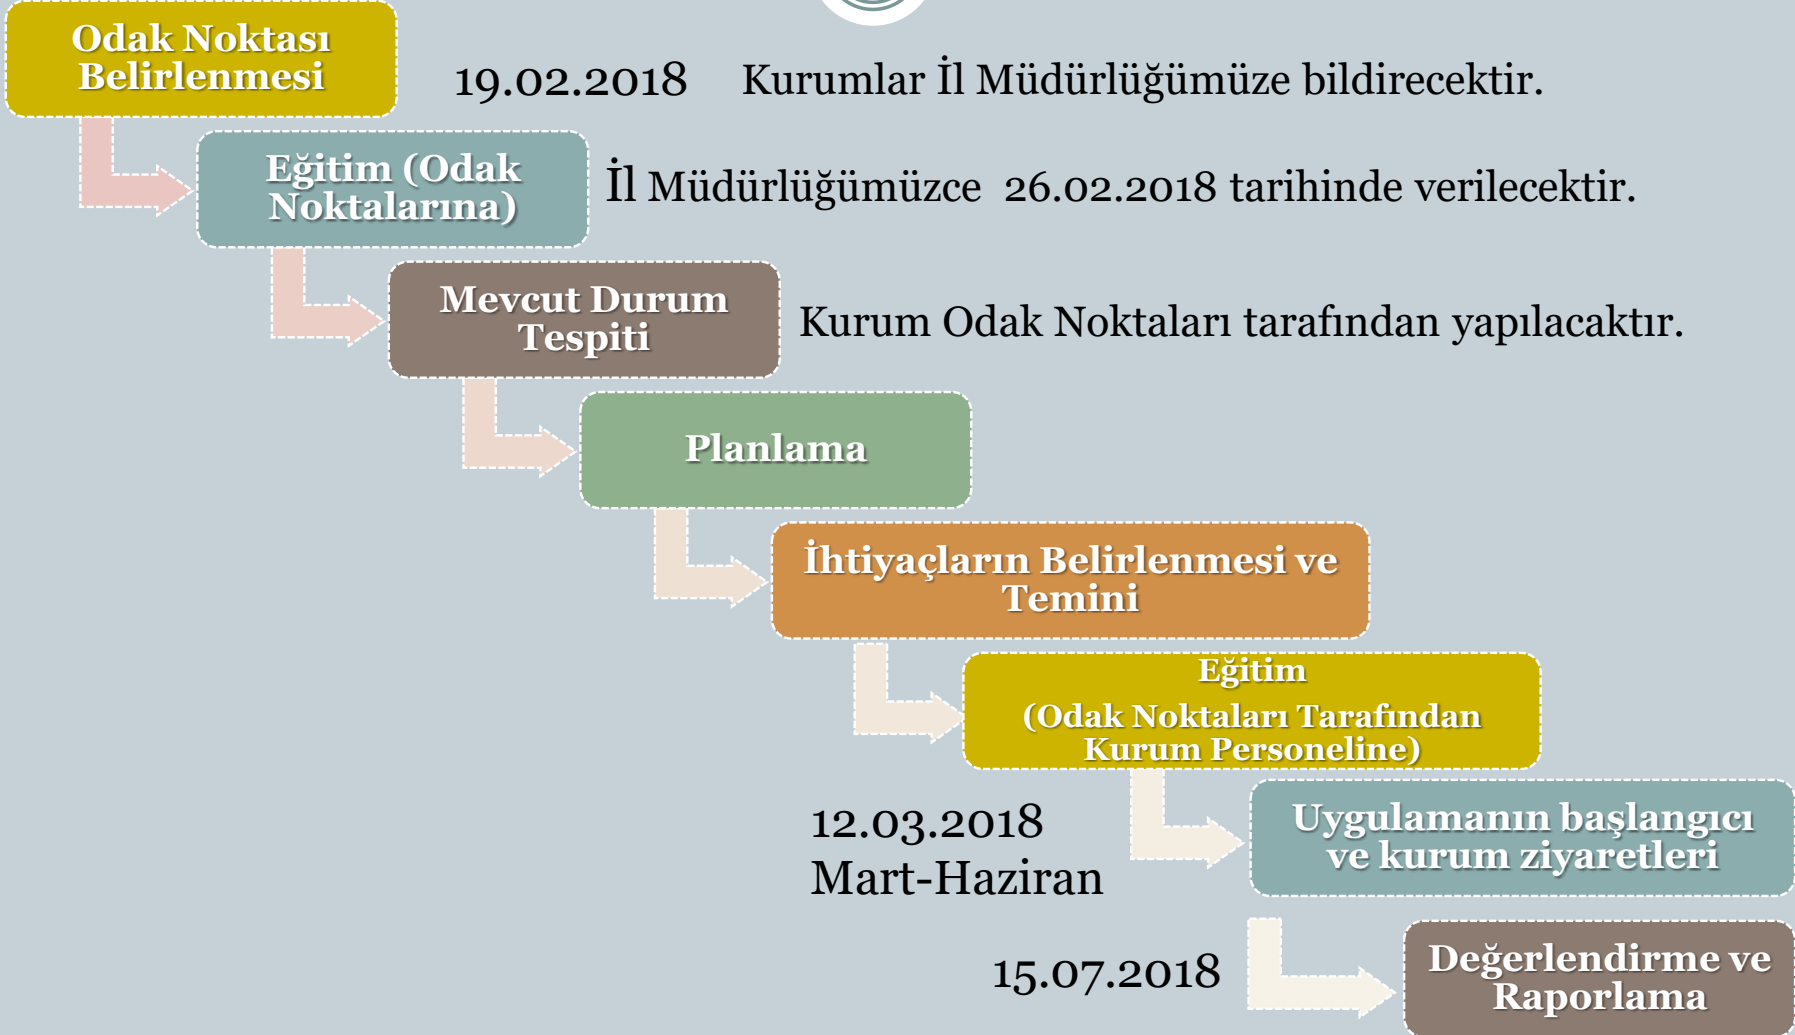 Odak Noktası
Belirlenmesi
19.02.2018 Kurumlar İl Müdürlüğümüze bildirecektir.
Eğitim (Odak
Noktalarına)
İl Müdürlüğümüzce 26.02.2018 tarihinde verilecektir.
Mevcut Durum
Tespiti
Kurum Odak Noktaları tarafından yapılacaktır.
Planlama
İhtiyaçların Belirlenmesi ve
Temini
Eğitim
(Odak Noktaları Tarafından
Kurum Personeline)
12.03.2018
Mart-Haziran
Uygulamanın başlangıcı
ve kurum ziyaretleri
15.07.2018
Değerlendirme ve
Raporlama